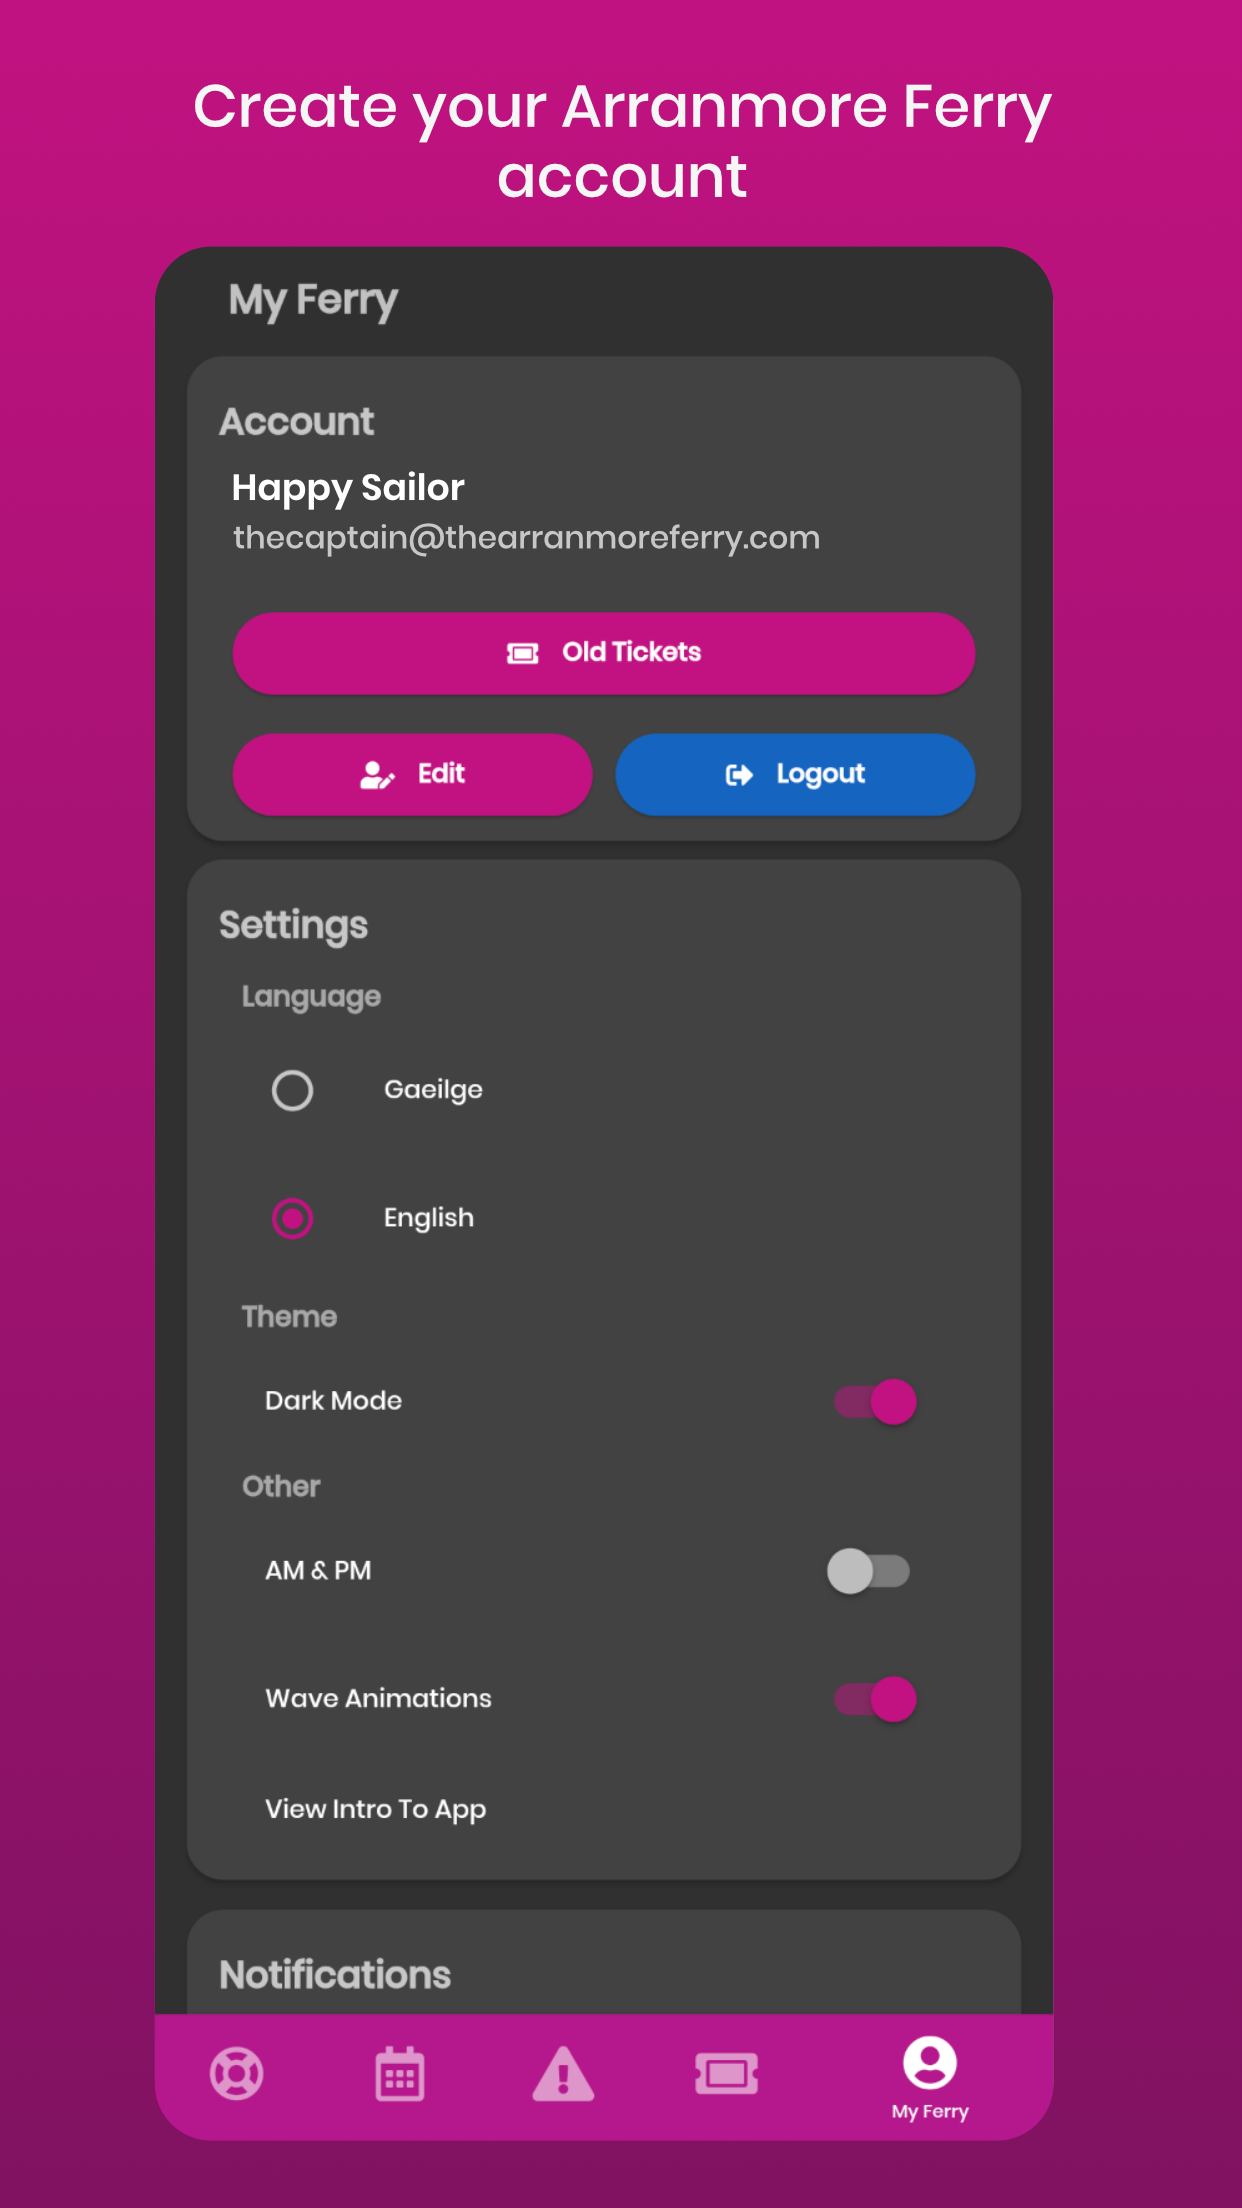 Create your Arranmore Ferry
account
My Ferry
Account
Happy Sailor
thecaptain@thearranmoreferry.com
Old Tickets
Edit
Logout
Settings
Language
Gaeilge
English
Theme
Dark Mode
Other
AM & PM
Wave Animations
View Intro To App
Notifications
My Ferry